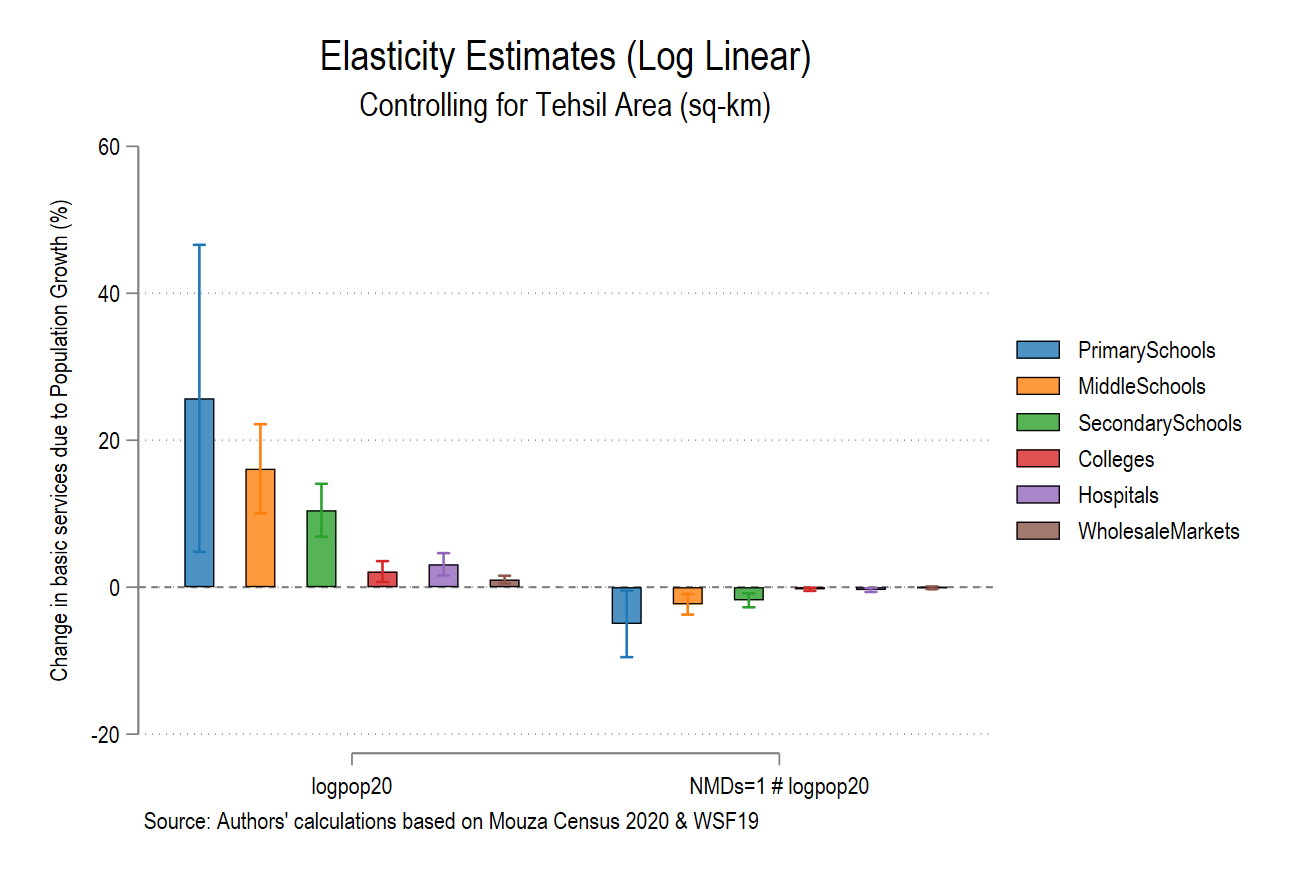 Elasticity Estimates (Log Linear)
Controlling for Tehsil Area (sq-km)
Change in basic services due to Population Growth (%)
60
40
20
0
-20
PrimarySchools
MiddleSchools
SecondarySchools
Colleges
Hospitals
WholesaleMarkets
logpop20
NMDs=1 # logpop20
Source: Authors' calculations based on Mouza Census 2020 & WSF19